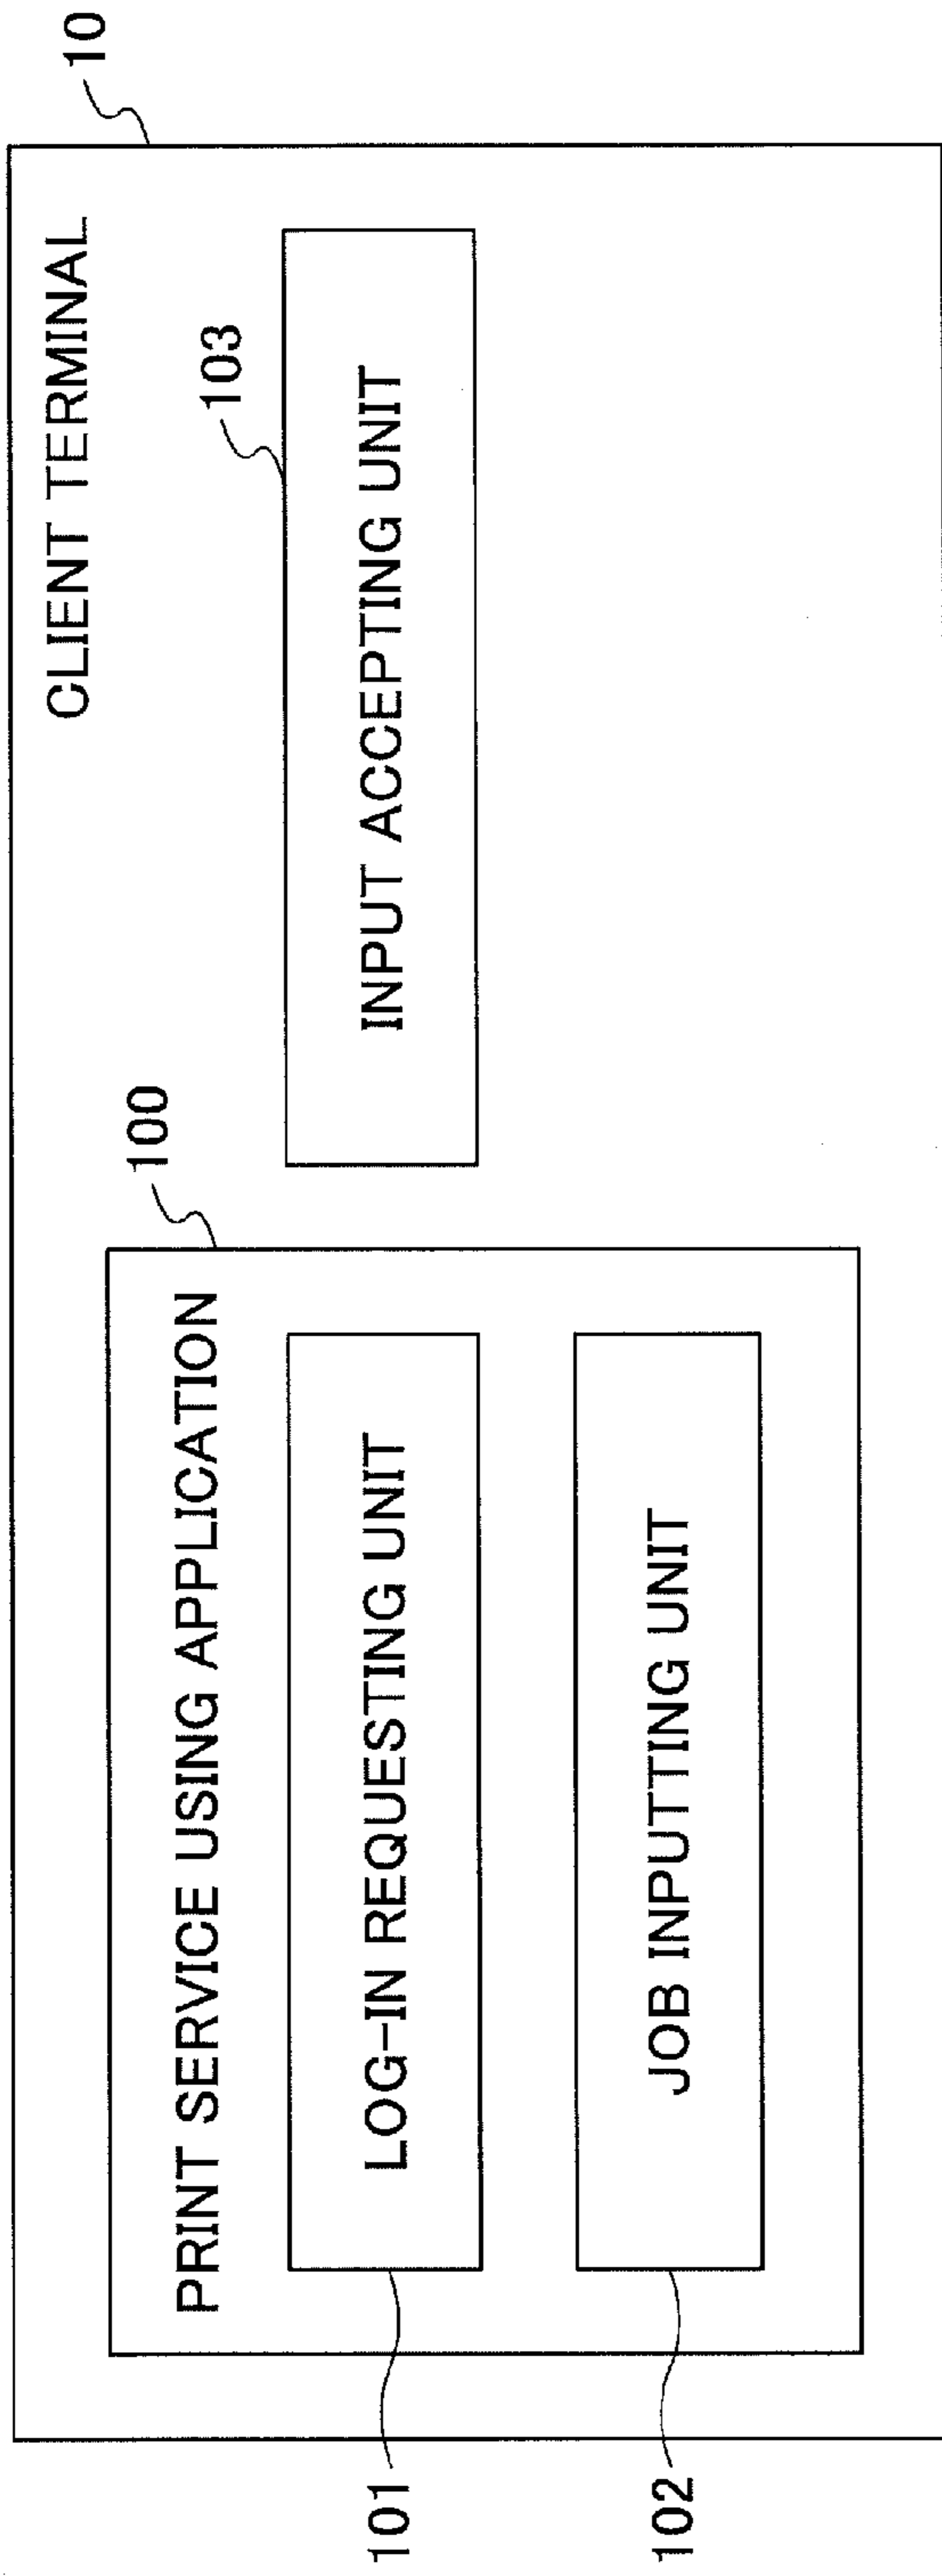 10
CLIENT TERMINAL
100
PRINT SERVICE USING APPLICATION
103
101
LOG-IN REQUESTING UNIT
INPUT ACCEPTING UNIT
102
JOB INPUTTING UNIT